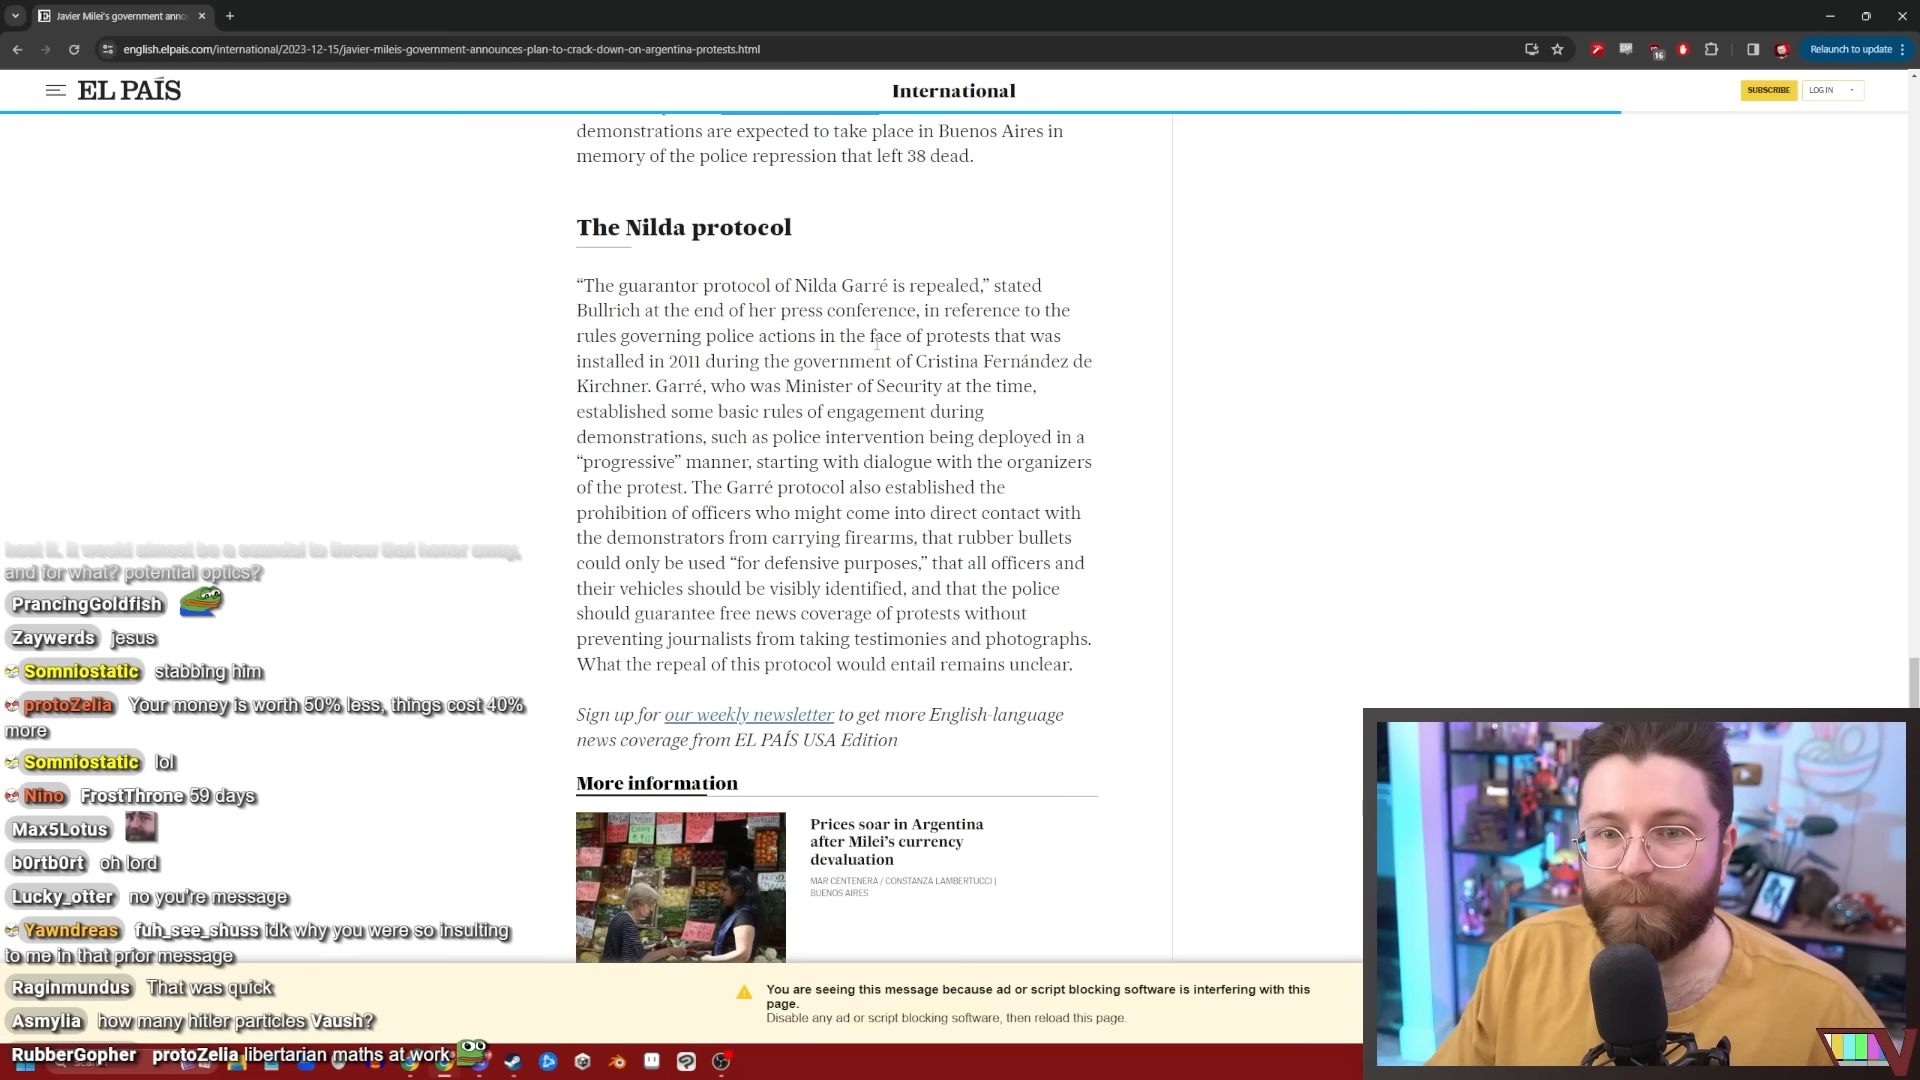 Javier Milei's government anno
english.elpais.com/international/2023-12-15/javier-mileis-government-announces-plan-to-crack-down-on-argentina-protests.html
16
Relaunch to update
EL PAÍS
International
SUBSCRIBE
LOG IN
demonstrations are expected to take place in Buenos Aires in
memory of the police repression that left 38 dead.
The Nilda protocol
“The guarantor protocol of Nilda Garré is repealed,” stated
Bullrich at the end of her press conference, in reference to the
rules governing police actions in the face of protests that was
installed in 2011 during the government of Cristina Fernández de
Kirchner. Garré, who was Minister of Security at the time,
established some basic rules of engagement during
demonstrations, such as police intervention being deployed in a
“progressive” manner, starting with dialogue with the organizers
of the protest. The Garré protocol also established the
prohibition of officers who might come into direct contact with
the demonstrators from carrying firearms, that rubber bullets
could only be used “for defensive purposes,” that all officers and
their vehicles should be visibly identified, and that the police
should guarantee free news coverage of protests without
preventing journalists from taking testimonies and photographs.
What the repeal of this protocol would entail remains unclear.
Sign up for our weekly newsletter to get more English-language
news coverage from EL PAÍS USA Edition
More information
Prices soar in Argentina
after Milei's currency
devaluation
MAR CENTENERA / CONSTANZA LAMBERTUCCI |
BUENOS AIRES
You are seeing this message because ad or script blocking software is interfering with this
page.
Disable any ad or script blocking software, then reload this page.
host it. it would almost be a scandal to throw that honor away,
and for what? potential optics?
PrancingGoldfish
Zaywerds jesus
Somniostatic stabbing him
protoZelia Your money is worth 50% less, things cost 40%
more
Somniostatic lol
Nino FrostThrone 59 days
Max5Lotus
b0rtb0rt oh lord
Lucky_otter no you're message
Yawndreas fuh_see_shuss idk why you were so insulting
to me in that prior message
Raginmundus That was quick
Asmylia how many hitler particles Vaush?
RubberGopher protoZelia libertarian maths at work